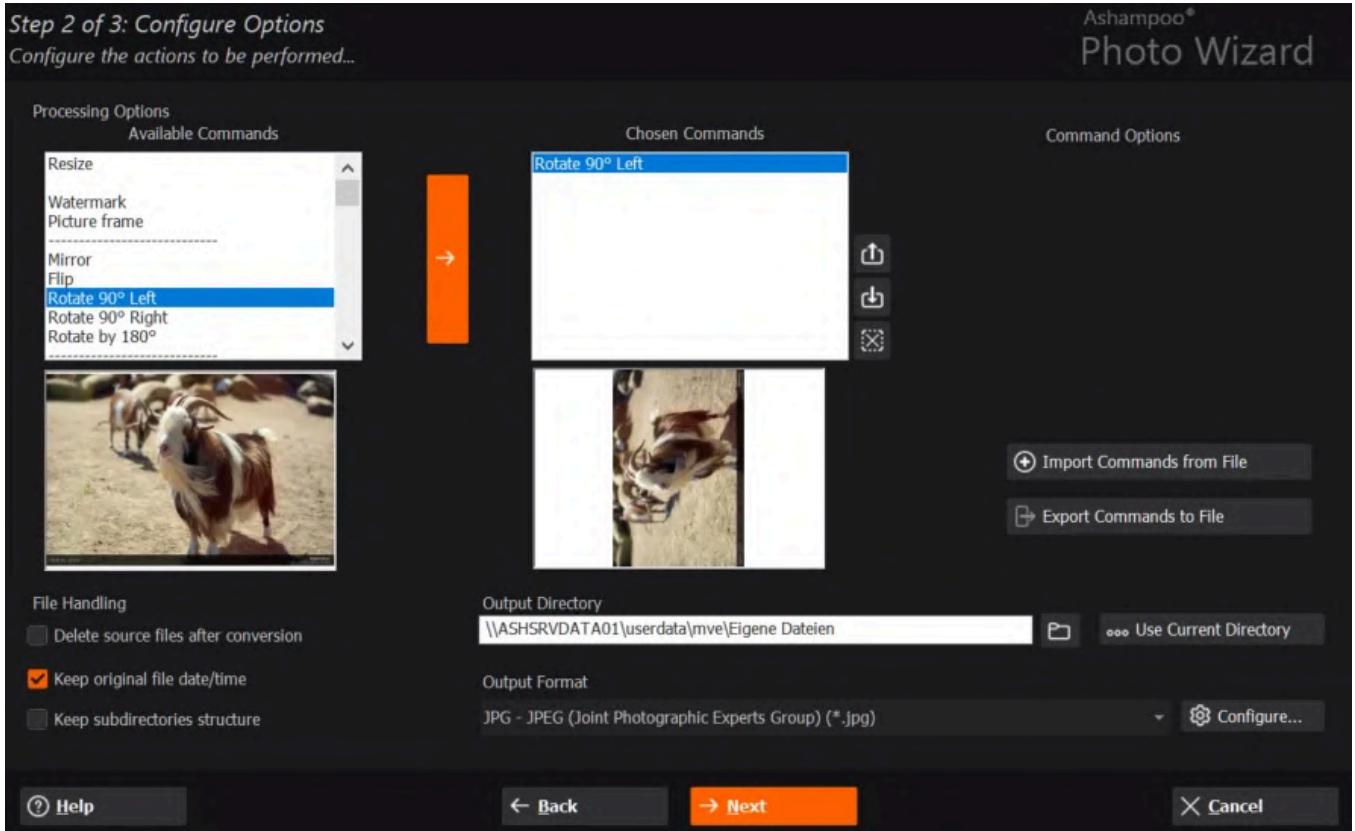 Step 2 of 3: Configure Options
Configure the actions to be performed...
Ashampoo®
Photo Wizard
Processing Options
Available Commands
Resize
Watermark
Picture frame
----------------------------
Mirror
Flip
Rotate 90° Left
Rotate 90° Right
Rotate by 180°
----------------------------
Chosen Commands
Rotate 90° Left
Command Options
Import Commands from File
Export Commands to File
File Handling
Delete source files after conversion
Keep original file date/time
Keep subdirectories structure
Output Directory
\\ASHSRVDATA01\userdata\mve\Eigene Dateien
Use Current Directory
Output Format
JPG - JPEG (Joint Photographic Experts Group) (*.jpg)
Configure...
Help
Back
Next
Cancel